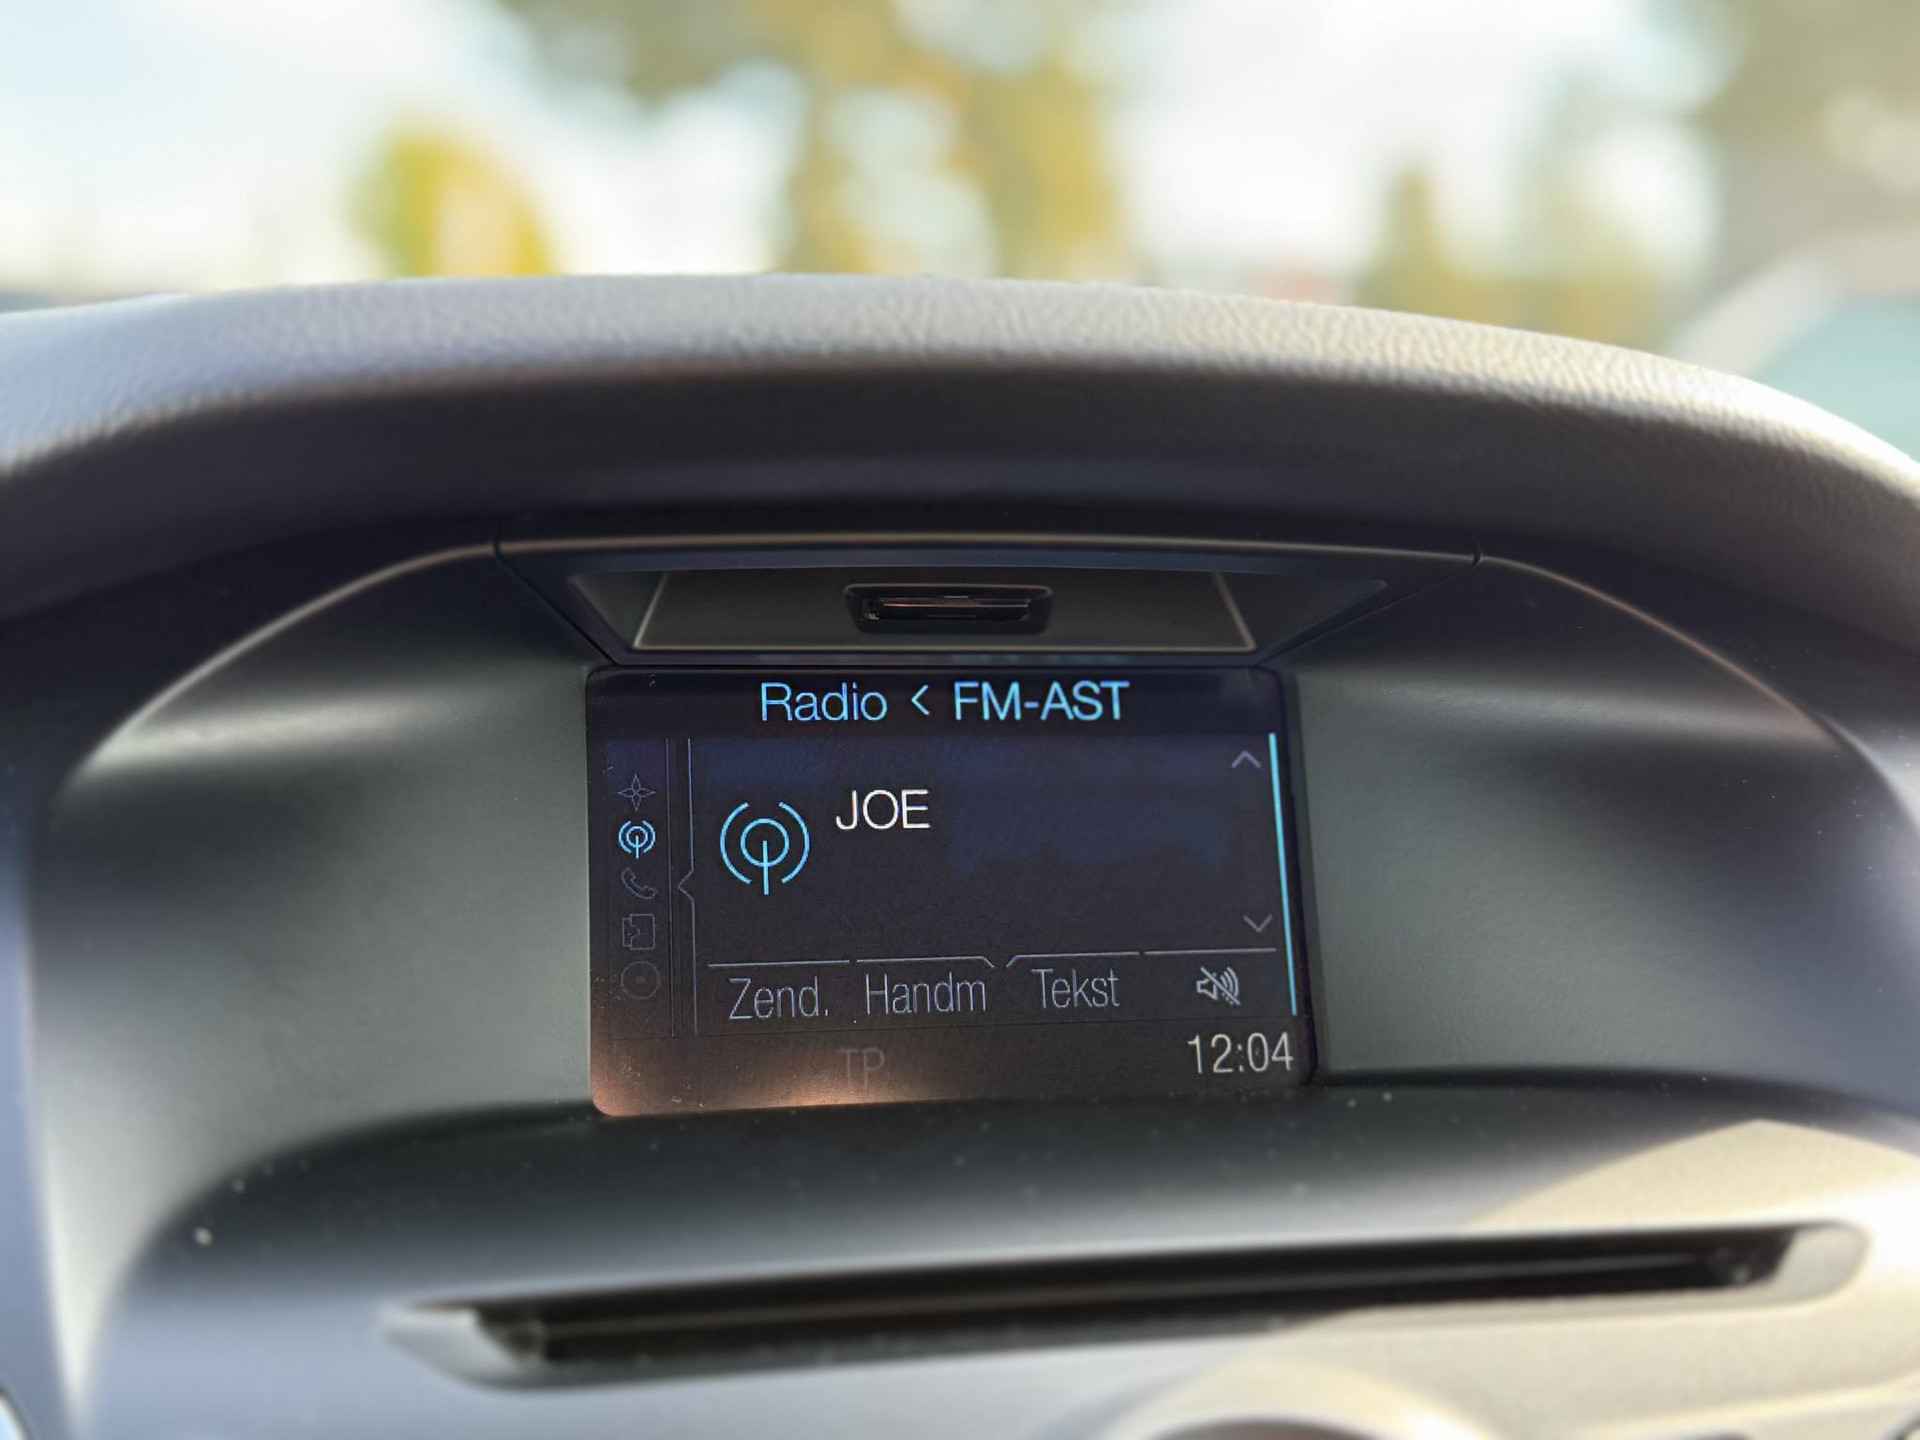 Radio < FM-AST
JOE
Zend. Handm Tekst
TP
12:04